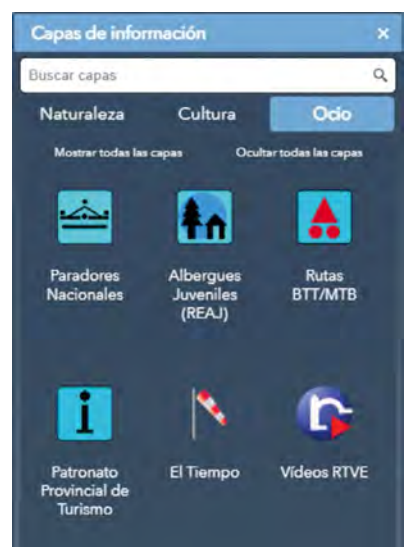 Capas de información ×
Buscar capas
Naturaleza Cultura Ocio
Mostrar todas las capas Ocultar todas las capas
Paradores Nacionales
Albergues Juveniles (REAJ)
Rutas BTT/MTB
i
Patronato Provincial de Turismo
El Tiempo
Vídeos RTVE